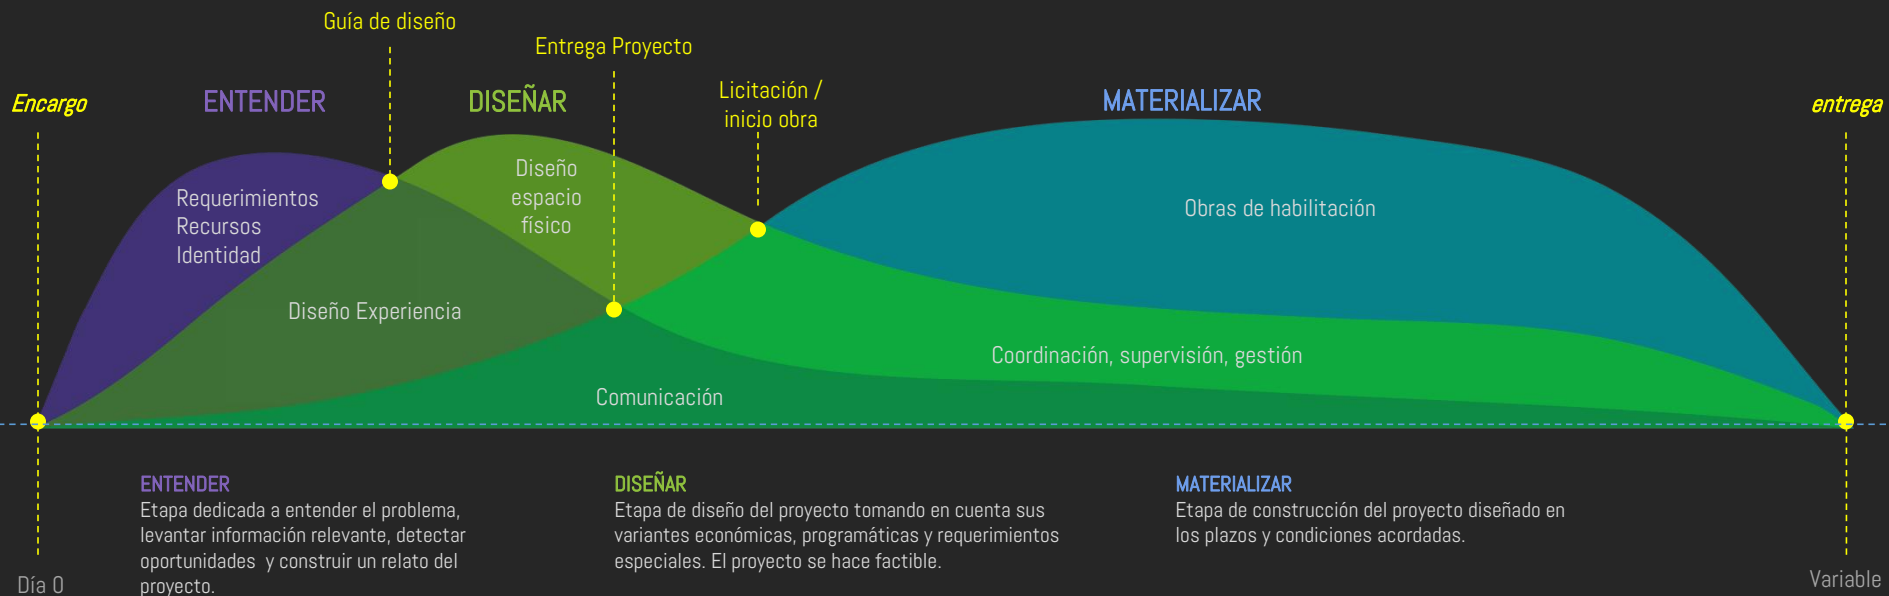 Guía de diseño
Entrega Proyecto
Licitación /
inicio obra
Encargo
ENTENDER
DISEÑAR
MATERIALIZAR
entrega
Requerimientos
Recursos
Identidad
Diseño
espacio
físico
Obras de habilitación
Diseño Experiencia
Coordinación, supervisión, gestión
Comunicación
ENTENDER
Etapa dedicada a entender el problema,
levantar información relevante, detectar
oportunidades y construir un relato del
proyecto.
DISEÑAR
Etapa de diseño del proyecto tomando en cuenta sus
variantes económicas, programáticas y requerimientos
especiales. El proyecto se hace factible.
MATERIALIZAR
Etapa de construcción del proyecto diseñado en
los plazos y condiciones acordadas.
Día 0
Variable